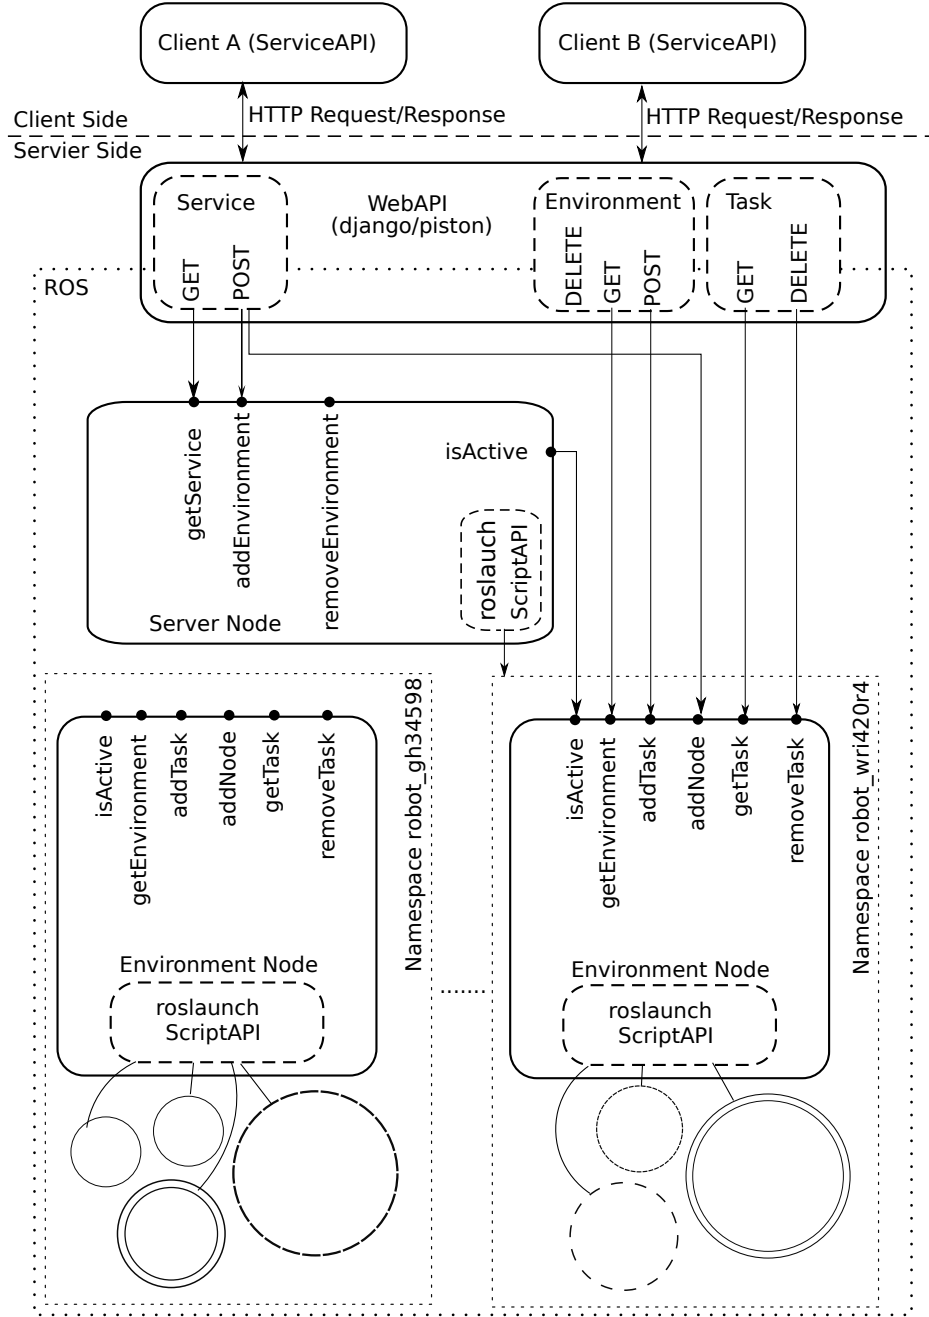 Client A (ServiceAPI)
Client B (ServiceAPI)
HTTP Request/Response
HTTP Request/Response
Client Side
Servier Side
Service
WebAPI
(django/piston)
Environment
Task
GET
POST
DELETE
GET
POST
GET
DELETE
ROS
getService
addEnvironment
removeEnvironment
isActive
roslauch
ScriptAPI
Server Node
Namespace robot_gh34598
isActive
getEnvironment
addTask
addNode
getTask
removeTask
Environment Node
roslaunch
ScriptAPI
.......
Namespace robot_wri420r4
isActive
getEnvironment
addTask
addNode
getTask
removeTask
Environment Node
roslaunch
ScriptAPI